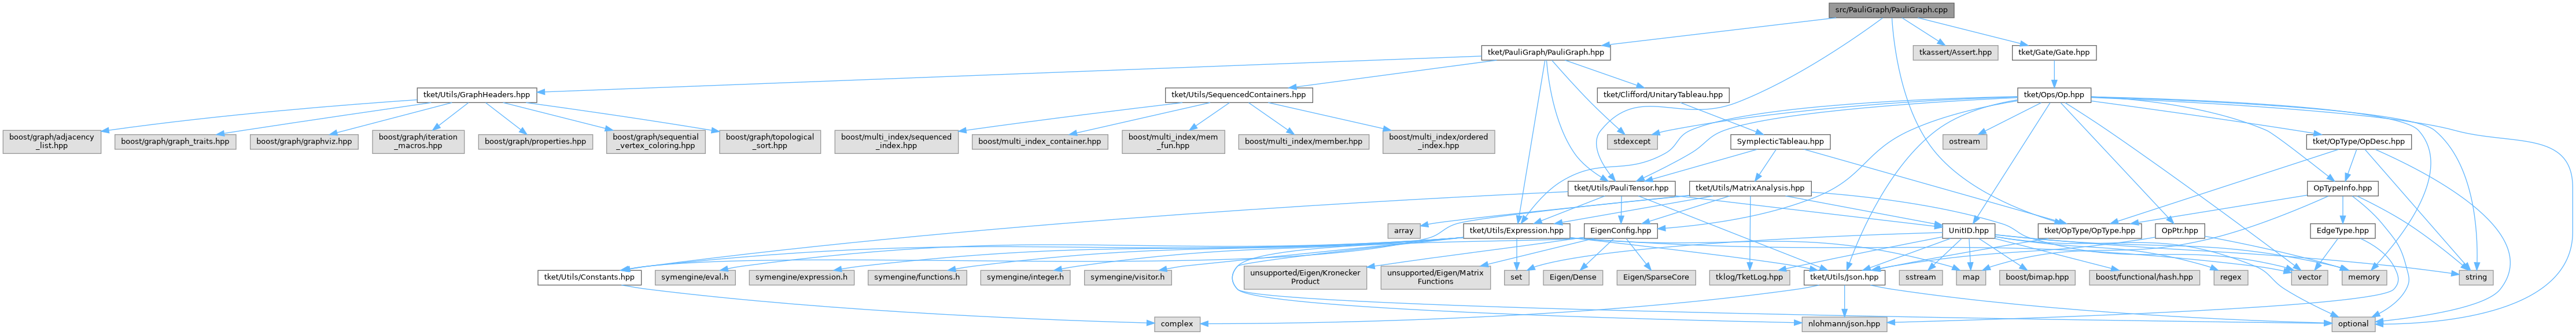 src/PauliGraph/PauliGraph.cpp
tket/PauliGraph/PauliGraph.hpp
tkassert/Assert.hpp
tket/Gate/Gate.hpp
tket/Utils/GraphHeaders.hpp
tket/Utils/SequencedContainers.hpp
tket/Clifford/UnitaryTableau.hpp
tket/Ops/Op.hpp
boost/graph/adjacency
_list.hpp
boost/graph/graph_traits.hpp
boost/graph/graphviz.hpp
boost/graph/iteration
_macros.hpp
boost/graph/properties.hpp
boost/graph/sequential
_vertex_coloring.hpp
boost/graph/topological
_sort.hpp
boost/multi_index/sequenced
_index.hpp
boost/multi_index_container.hpp
boost/multi_index/mem
_fun.hpp
boost/multi_index/member.hpp
boost/multi_index/ordered
_index.hpp
stdexcept
SymplecticTableau.hpp
ostream
tket/OpType/OpDesc.hpp
tket/Utils/PauliTensor.hpp
tket/Utils/MatrixAnalysis.hpp
OpTypeInfo.hpp
array
tket/Utils/Expression.hpp
EigenConfig.hpp
UnitID.hpp
tket/OpType/OpType.hpp
OpPtr.hpp
EdgeType.hpp
tket/Utils/Constants.hpp
symengine/eval.h
symengine/expression.h
symengine/functions.h
symengine/integer.h
symengine/visitor.h
unsupported/Eigen/Kronecker
Product
unsupported/Eigen/Matrix
Functions
set
Eigen/Dense
Eigen/SparseCore
tklog/TketLog.hpp
tket/Utils/Json.hpp
sstream
map
boost/bimap.hpp
boost/functional/hash.hpp
regex
vector
memory
string
complex
nlohmann/json.hpp
optional